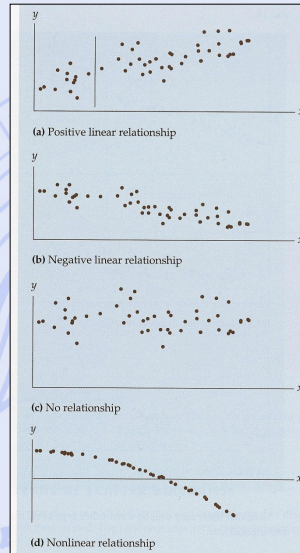 y
x
(a) Positive linear relationship
y
x
(b) Negative linear relationship
y
x
(c) No relationship
y
x
(d) Nonlinear relationship